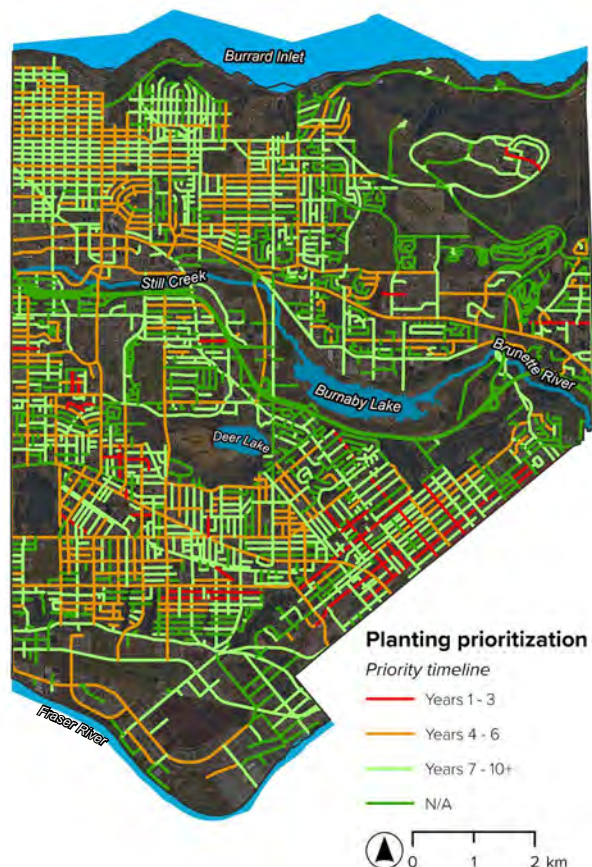 Burrard Inlet
Still Creek
Brunette River
Burnaby Lake
Deer Lake
Fraser River
Planting prioritization
Priority timeline
Years 1 - 3
Years 4 - 6
Years 7 - 10+
N/A
0 1 2 km